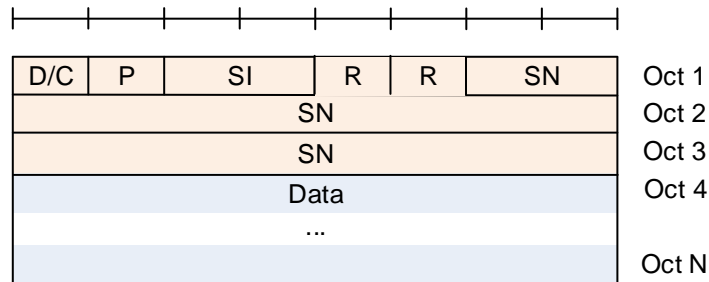 D/C P SI R R SN Oct 1
SN Oct 2
SN Oct 3
Data Oct 4
...
Oct N